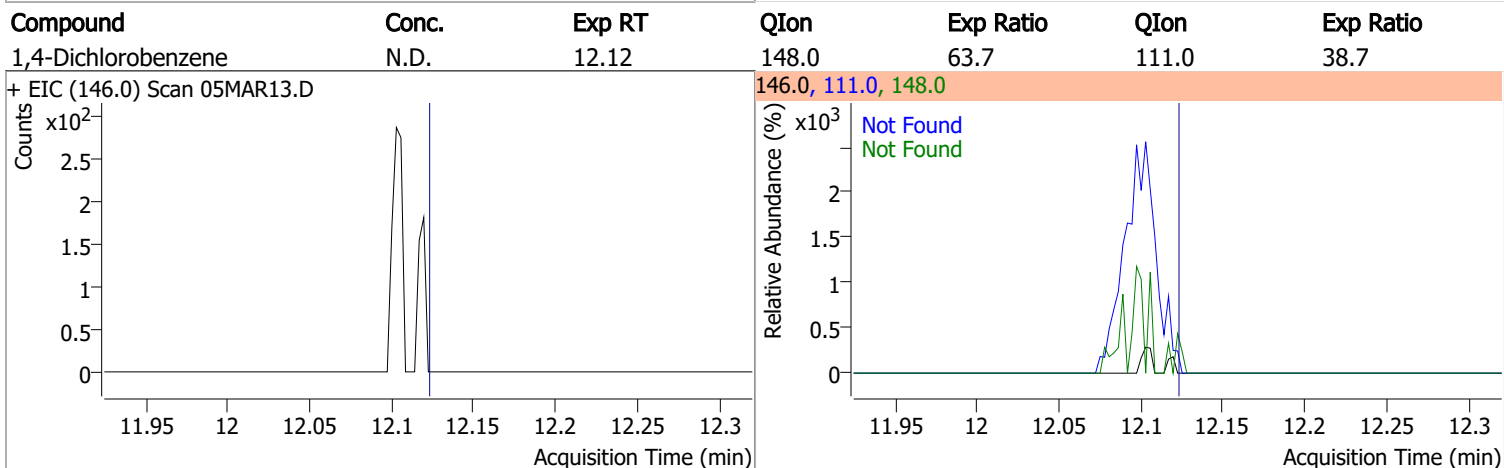 Compound Conc. Exp RT QIon Exp Ratio QIon Exp Ratio
1,4-Dichlorobenzene N.D. 12.12 148.0 63.7 111.0 38.7
+ EIC (146.0) Scan 05MAR13.D
Counts
x10²
2.5
2
1.5
1
0.5
0
11.95 12 12.05 12.1 12.15 12.2 12.25 12.3
Acquisition Time (min)
146.0, 111.0, 148.0
Relative Abundance (%)
x10³
Not Found
Not Found
2
1.5
1
0.5
0
11.95 12 12.05 12.1 12.15 12.2 12.25 12.3
Acquisition Time (min)